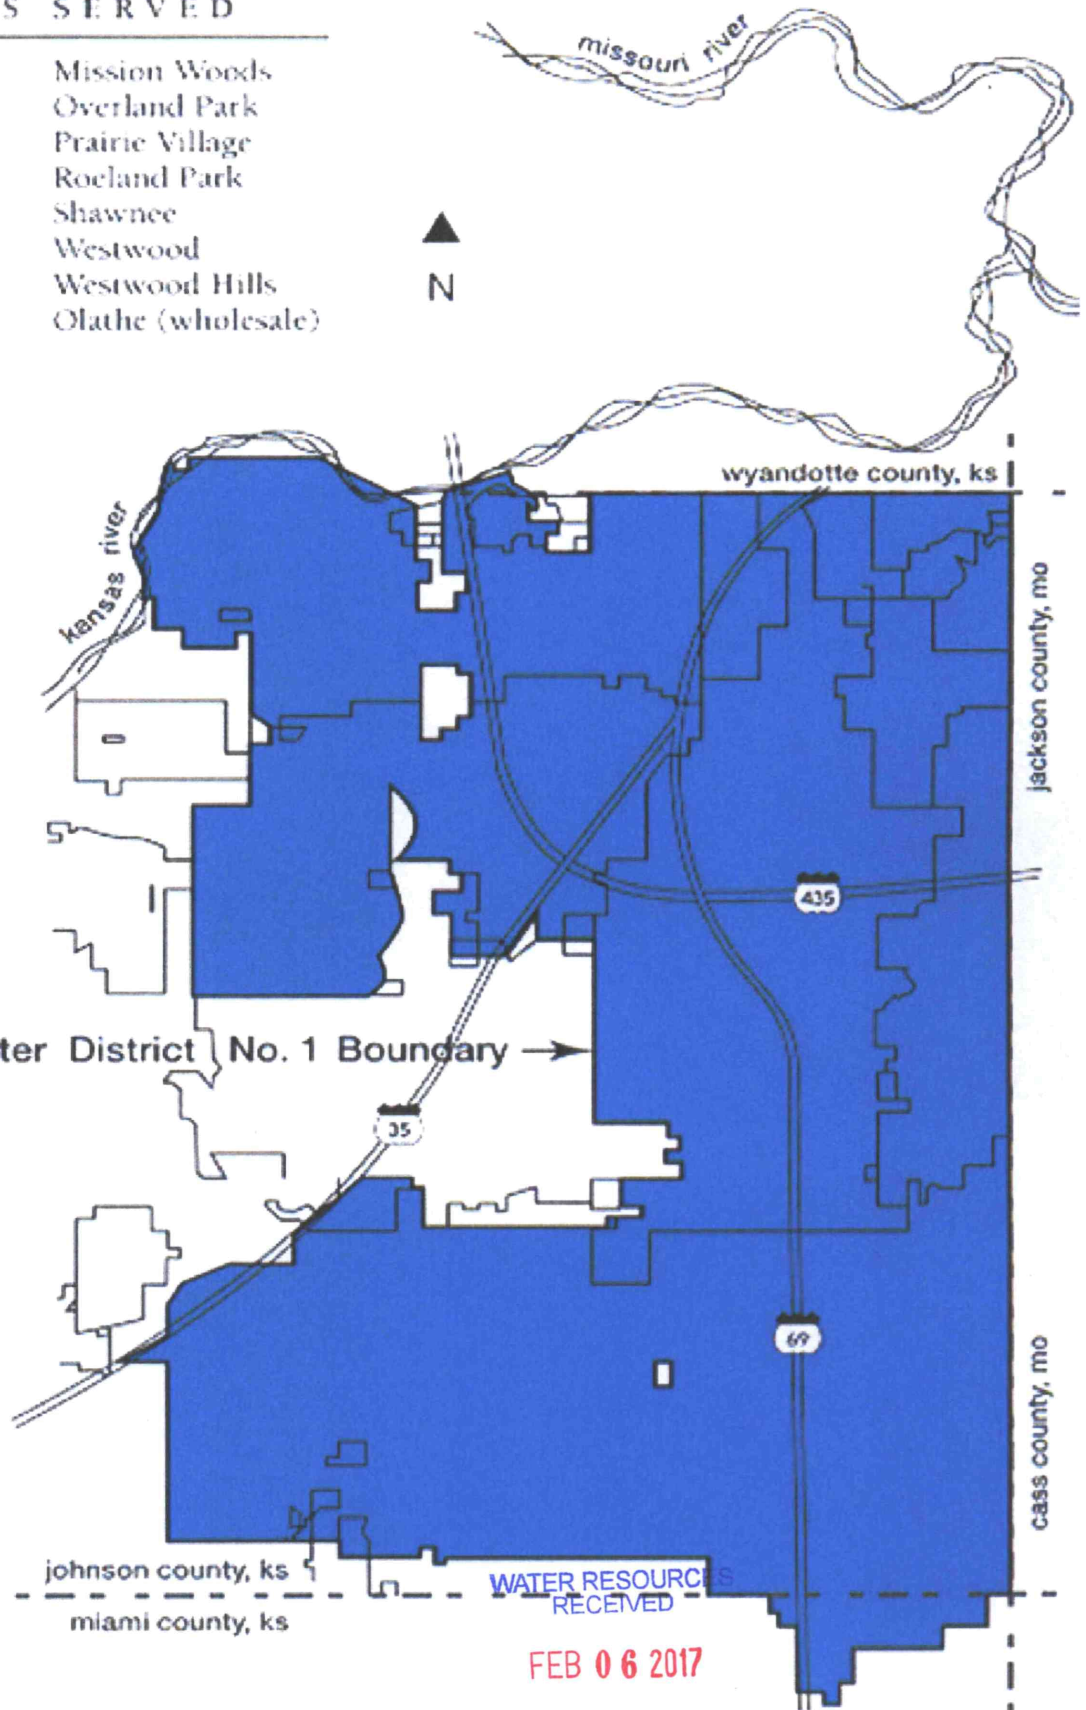 S SERVED
Mission Woods
Overland Park
Prairie Village
Roeland Park
Shawnee
Westwood
Westwood Hills
Olathe (wholesale)
missouri river
N
wyandotte county, ks
kansas river
jackson county, mo
435
ter District No. 1 Boundary
35
69
cass county, mo
johnson county, ks
miami county, ks
WATER RESOURCES
RECEIVED
FEB 06 2017